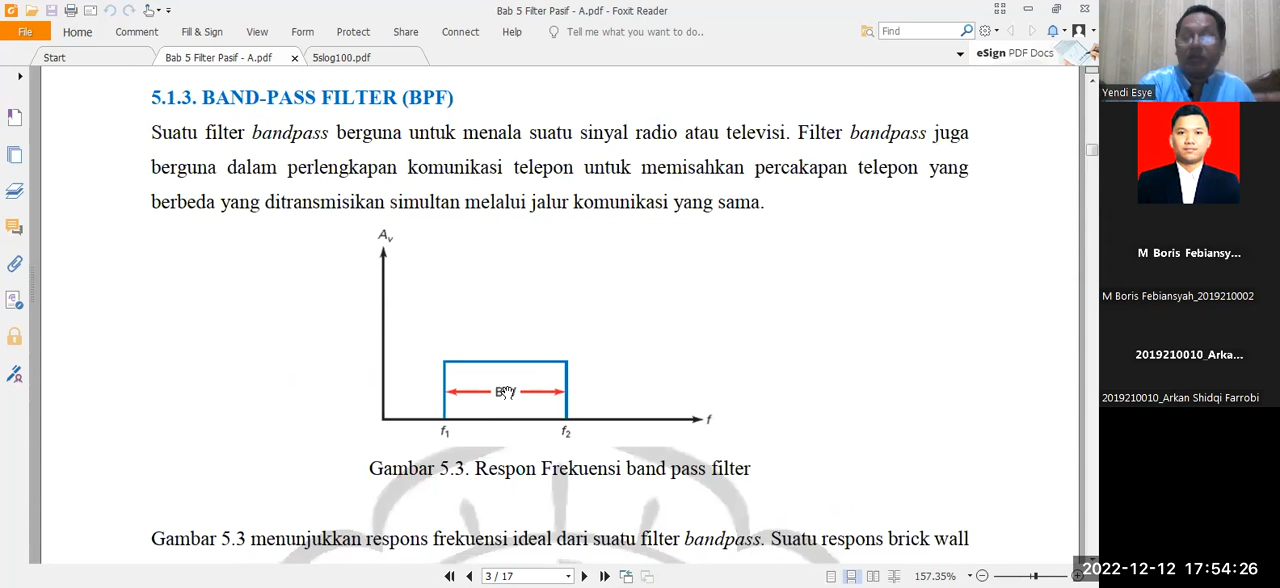 Bab 5 Filter Pasif - A.pdf - Foxit Reader
File Home Comment Fill & Sign View Form Protect Share Connect Help Tell me what you want to do.. Find
Start Bab 5 Filter Pasif - A.pdf 5slog100.pdf eSign PDF Docs
5.1.3. BAND-PASS FILTER (BPF)
Suatu filter bandpass berguna untuk menala suatu sinyal radio atau televisi. Filter bandpass juga
berguna dalam perlengkapan komunikasi telepon untuk memisahkan percakapan telepon yang
berbeda yang ditransmisikan simultan melalui jalur komunikasi yang sama.
Av
f
f1 f2
Gambar 5.3. Respon Frekuensi band pass filter
Gambar 5.3 menunjukkan respons frekuensi ideal dari suatu filter bandpass. Suatu respons brick wall
3 / 17 157.35%
Yendi Esye
M Boris Febiansy...
M Boris Febiansyah_2019210002
2019210010_Arka...
2019210010_Arkan Shidqi Farrobi
2022-12-12 17:54:26